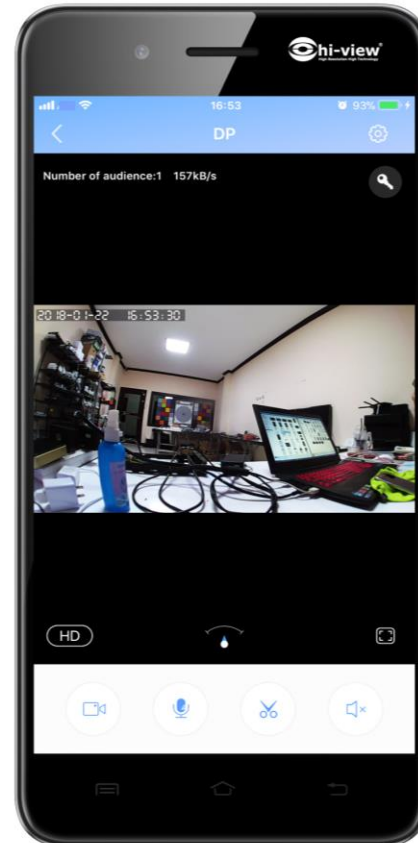 hi-view®
High Resolution High Technology
16:53
93%
DP
Number of audience:1 157kB/s
2018-01-22 16:53:30
HD